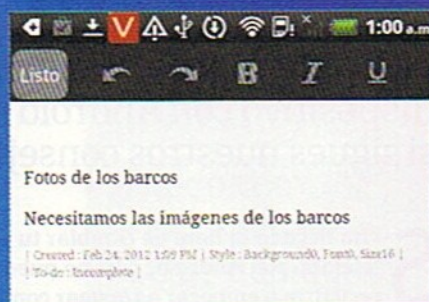 1:00 a.m
Listo
B I U
Fotos de los barcos
Necesitamos las imágenes de los barcos
| Created : Feb 24, 2012 1:09 PM | Style : Background0, Font0, Size16 |
| To-do : Incomplete |